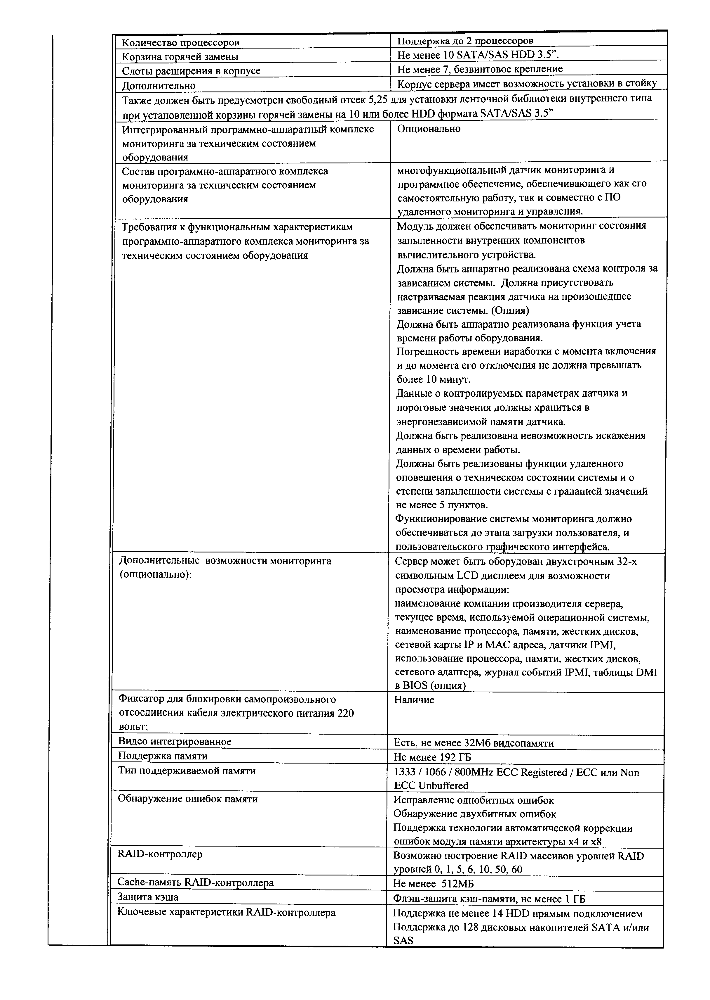 Количество процессоров
Поддержка до 2 процессоров
Корзина горячей замены
Не менее 10 SATA/SAS HDD 3.5”.
Слоты расширения в корпусе
Не менее 7, безвинтовое крепление
Дополнительно
Корпус сервера имеет возможность установки в стойку
Также должен быть предусмотрен свободный отсек 5,25 для установки ленточной библиотеки внутреннего типа
при установленной корзины горячей замены на 10 или более HDD формата SATA/SAS 3.5”
Интегрированный программно-аппаратный комплекс
мониторинга за техническим состоянием
оборудования
Опционально
Состав программно-аппаратного комплекса
мониторинга за техническим состоянием
оборудования
многофункциональный датчик мониторинга и
программное обеспечение, обеспечивающего как его
самостоятельную работу, так и совместно с ПО
удаленного мониторинга и управления.
Требования к функциональным характеристикам
программно-аппаратного комплекса мониторинга за
техническим состоянием оборудования
Модуль должен обеспечивать мониторинг состояния
запыленности внутренних компонентов
вычислительного устройства.
Должна быть аппаратно реализована схема контроля за
зависанием системы.  Должна присутствовать
настраиваемая реакция датчика на произошедшее
зависание системы. (Опция)
Должна быть аппаратно реализована функция учета
времени работы оборудования.
Погрешность времени наработки с момента включения
и до момента его отключения не должна превышать
более 10 минут.
Данные о контролируемых параметрах датчика и
пороговые значения должны храниться в
энергонезависимой памяти датчика.
Должна быть реализована невозможность искажения
данных о времени работы.
Должны быть реализованы функции удаленного
оповещения о техническом состоянии системы и о
степени запыленности системы с градацией значений
не менее 5 пунктов.
Функционирование системы мониторинга должно
обеспечиваться до этапа загрузки пользователя, и
пользовательского графического интерфейса.
Дополнительные  возможности мониторинга
(опционально):
Сервер может быть оборудован двухстрочным 32-х
символьным LCD дисплеем для возможности
просмотра информации:
наименование компании производителя сервера,
текущее время, используемой операционной системы,
наименование процессора, памяти, жестких дисков,
сетевой карты IP и MAC адреса, датчики IPMI,
использование процессора, памяти, жестких дисков,
сетевого адаптера, журнал событий IPMI, таблицы DMI
в BIOS (опция)
Фиксатор для блокировки самопроизвольного
отсоединения кабеля электрического питания 220
вольт;
Наличие
Видео интегрированное
Есть, не менее 32Мб видеопамяти
Поддержка памяти
Не менее 192 ГБ
Тип поддерживаемой памяти
1333 / 1066 / 800MHz ECC Registered / ECC или Non
ECC Unbuffered
Обнаружение ошибок памяти
Исправление однобитных ошибок
Обнаружение двухбитных ошибок
Поддержка технологии автоматической коррекции
ошибок модуля памяти архитектуры x4 и x8
RAID-контроллер
Возможно построение RAID массивов уровней RAID
уровней 0, 1, 5, 6, 10, 50, 60
Cache-память RAID-контроллера
Не менее  512МБ
Защита кэша
Флэш-защита кэш-памяти, не менее 1 ГБ
Ключевые характеристики RAID-контроллера
Поддержка не менее 14 HDD прямым подключением
Поддержка до 128 дисковых накопителей SATA и/или
SAS